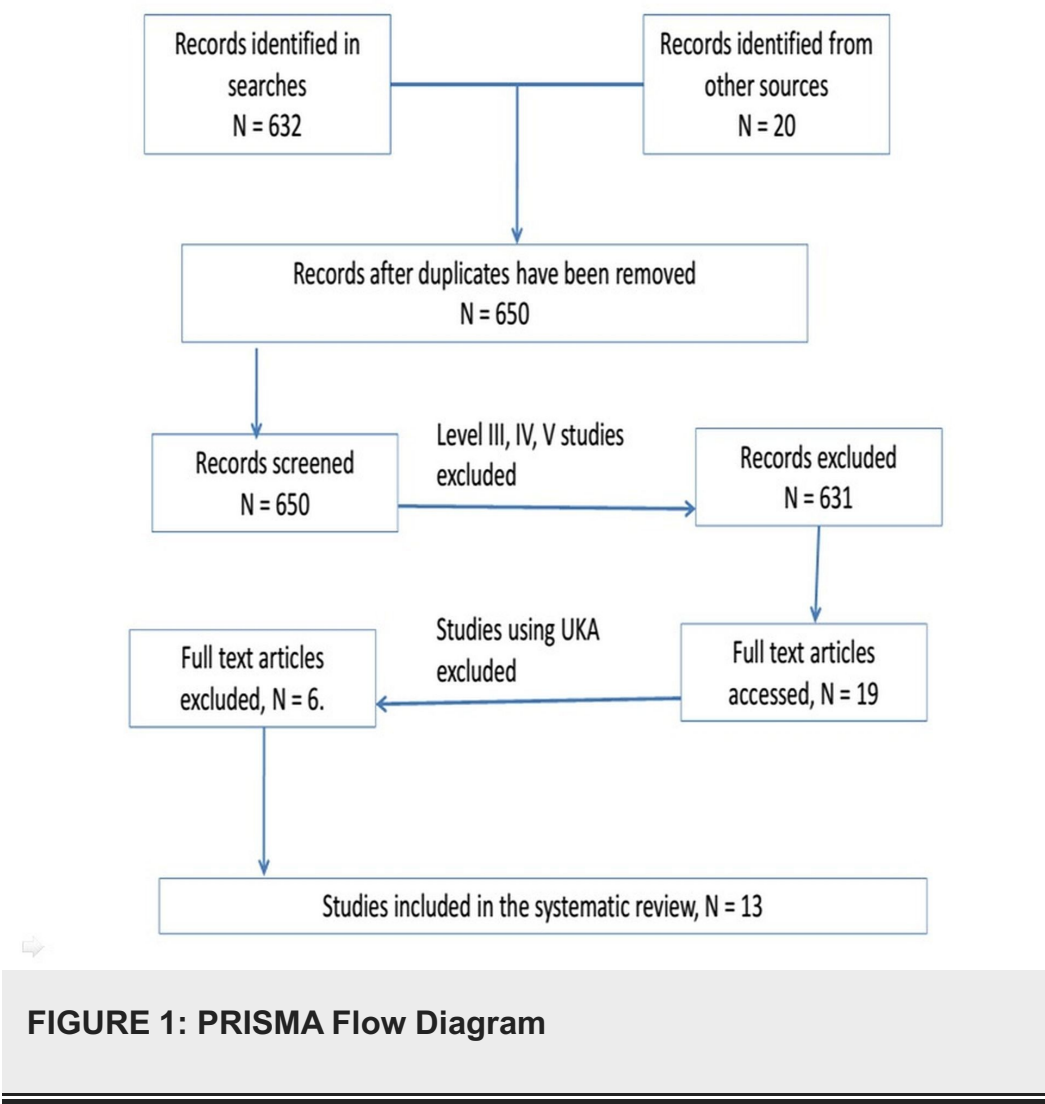 Records identified in
searches
N = 632
Records identified from
other sources
N = 20
Records after duplicates have been removed
N = 650
Records screened
N = 650
Level III, IV, V studies
excluded
Records excluded
N = 631
Full text articles
accessed, N = 19
Studies using UKA
excluded
Full text articles
excluded, N = 6.
Studies included in the systematic review, N = 13
FIGURE 1: PRISMA Flow Diagram